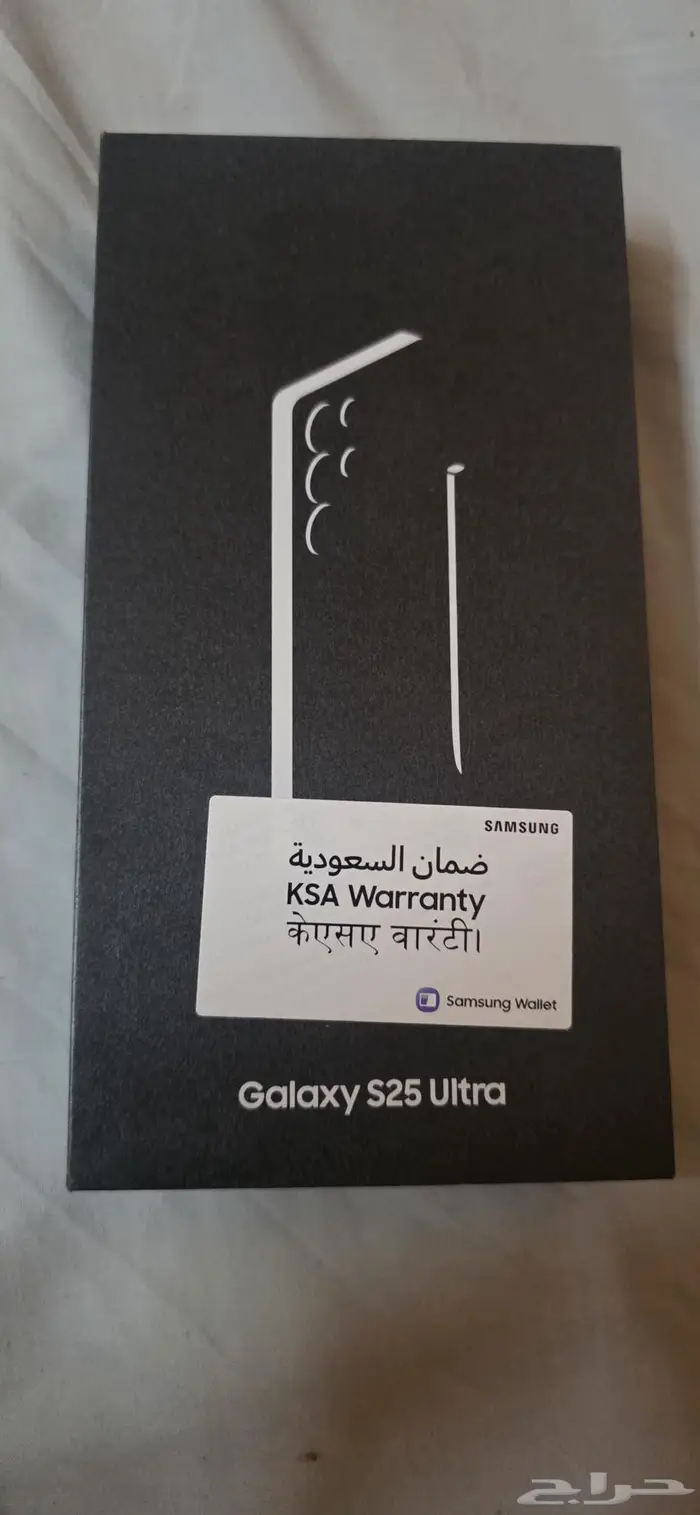 SAMSUNG
ضمان السعودية
KSA Warranty
केएसए वारंटी।
Samsung Wallet
Galaxy S25 Ultra
حراج